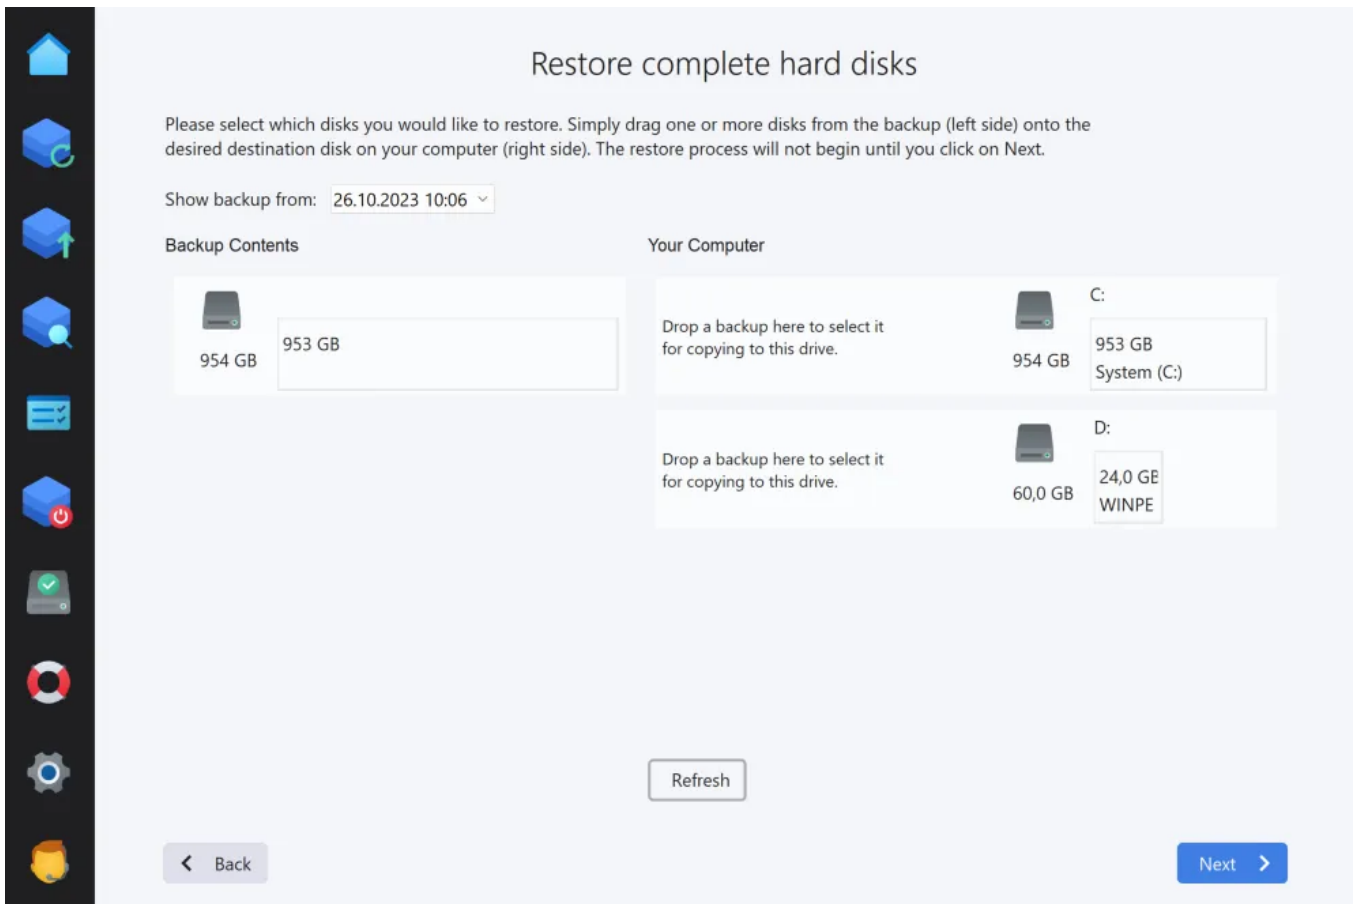 Restore complete hard disks
Please select which disks you would like to restore. Simply drag one or more disks from the backup (left side) onto the
desired destination disk on your computer (right side). The restore process will not begin until you click on Next.
Show backup from: 26.10.2023 10:06
Backup Contents
954 GB
953 GB
Your Computer
Drop a backup here to select it
for copying to this drive.
954 GB
C:
953 GB
System (C:)
Drop a backup here to select it
for copying to this drive.
60,0 GB
D:
24,0 GB
WINPE
Refresh
Back
Next